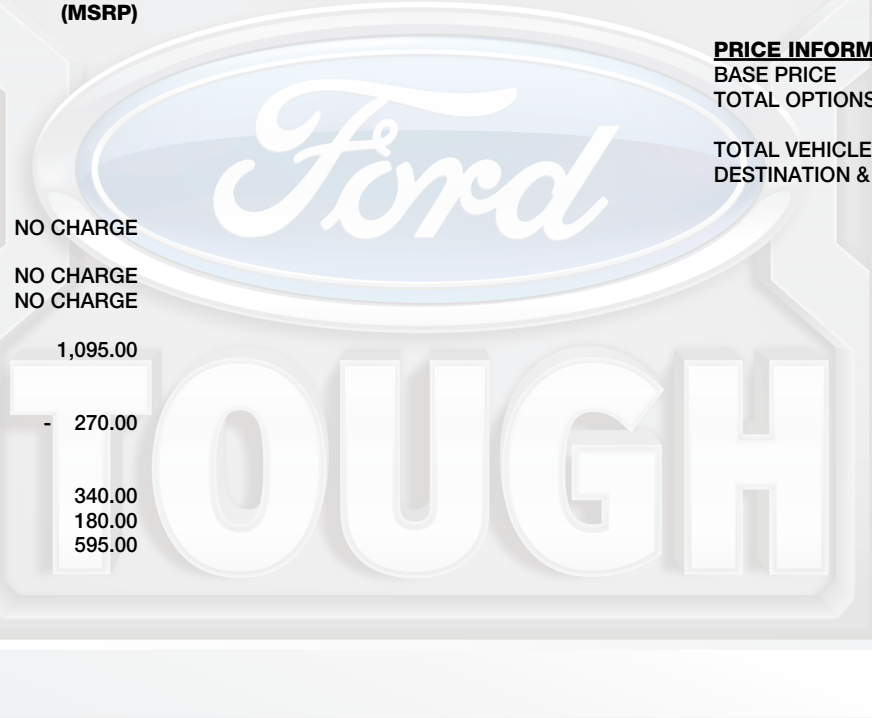 (MSRP)
PRICE INFORM
BASE PRICE
TOTAL OPTIONS
TOTAL VEHICLE
DESTINATION &
NO CHARGE
NO CHARGE
NO CHARGE
1,095.00
- 270.00
340.00
180.00
595.00
Ford
TOUGH